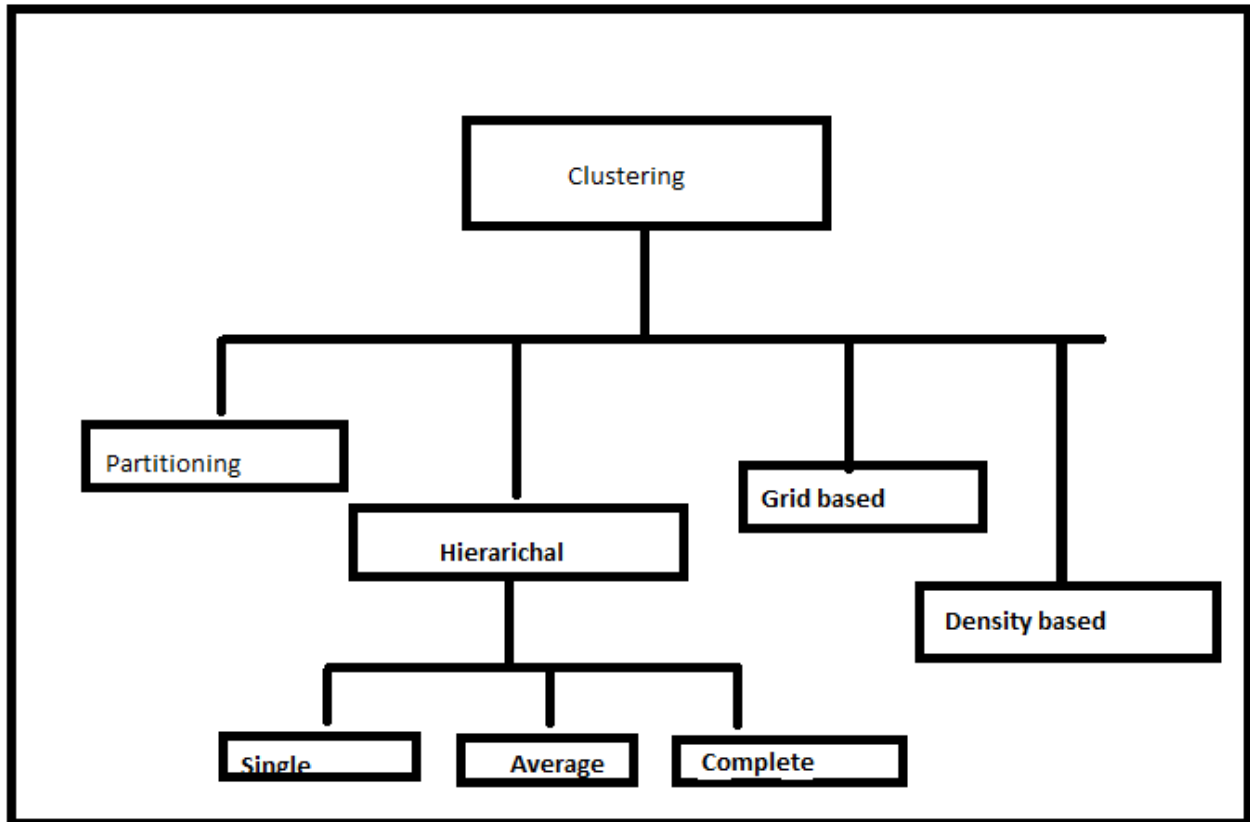 Clustering
Partitioning
Grid based
Hierarichal
Density based
Single
Average
Complete